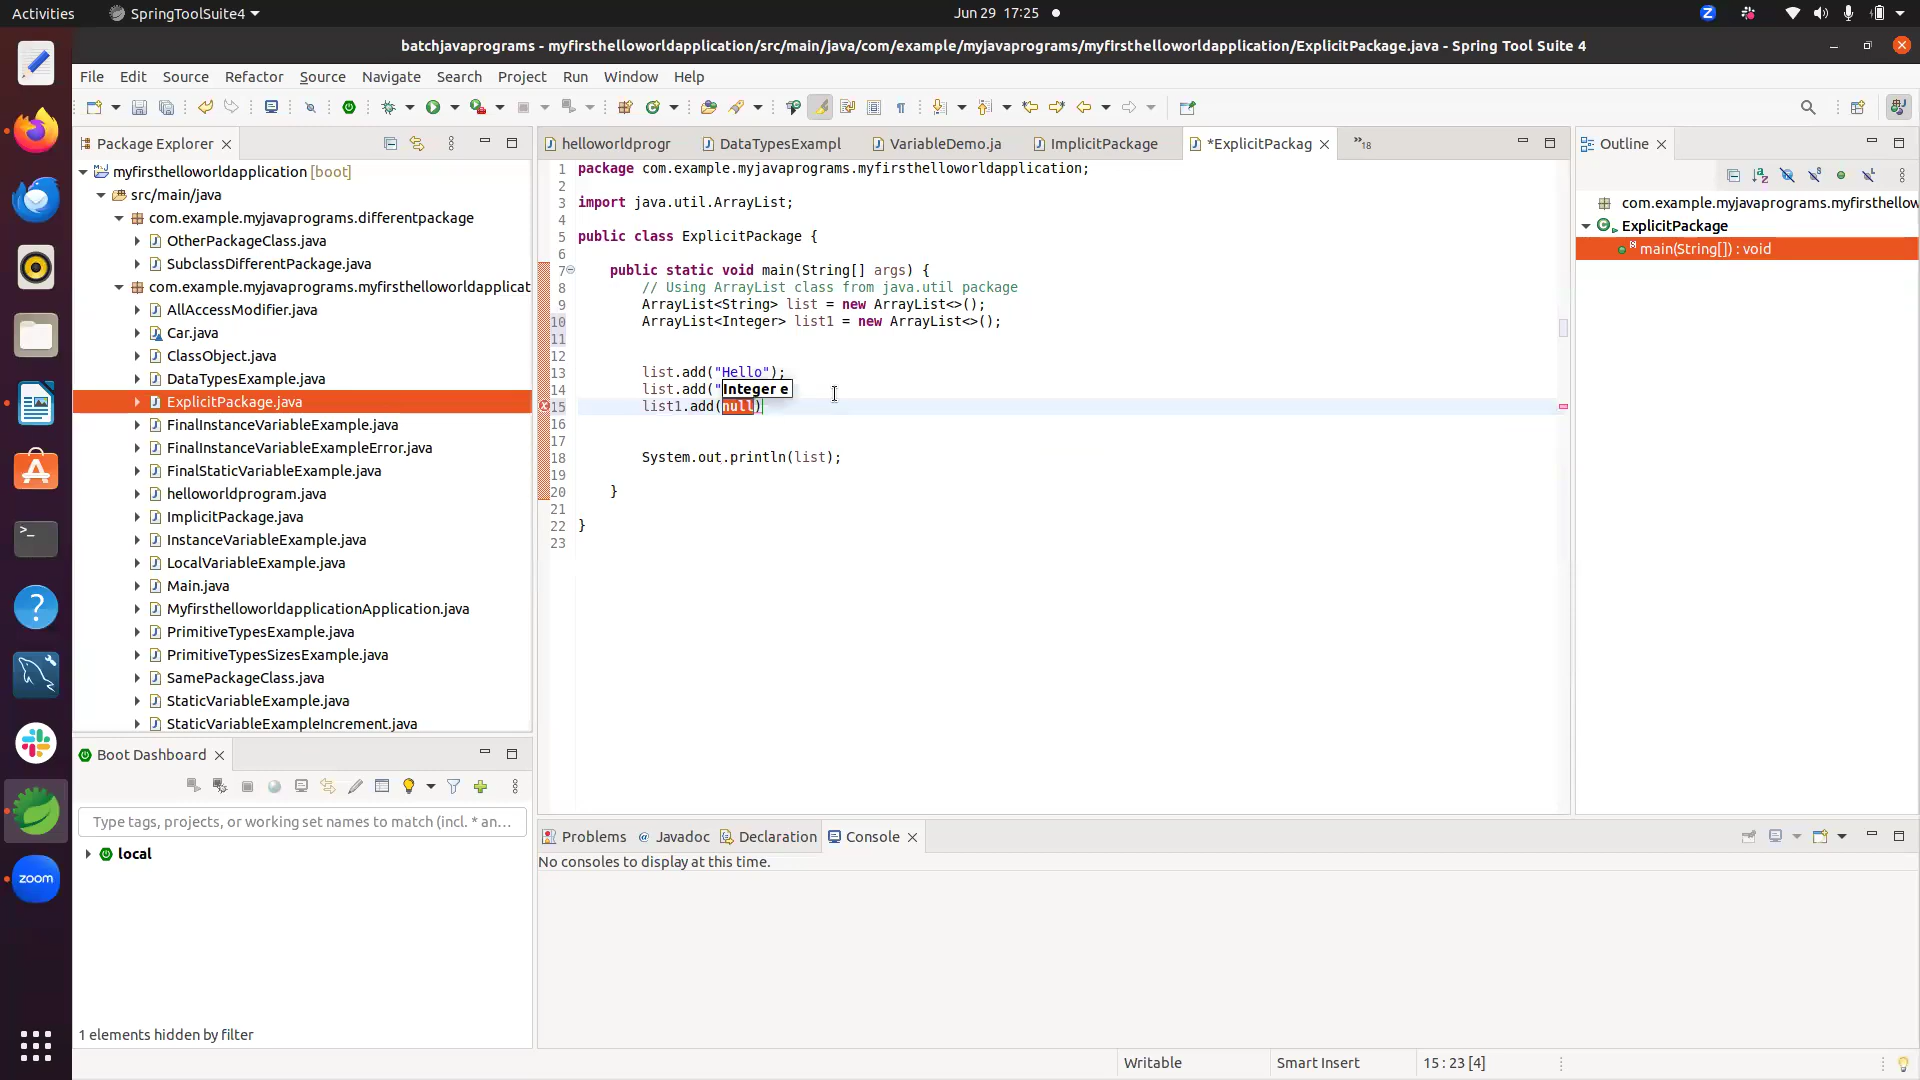 Activities
SpringToolSuite4
Jun 29 17:25
batchjavaprograms - myfirsthelloworldapplication/src/main/java/com/example/myjavaprograms/myfirsthelloworldapplication/ExplicitPackage.java - Spring Tool Suite 4
File Edit Source Refactor Source Navigate Search Project Run Window Help
Package Explorer
myfirsthelloworldapplication [boot]
src/main/java
com.example.myjavaprograms.differentpackage
OtherPackageClass.java
SubclassDifferentPackage.java
com.example.myjavaprograms.myfirsthelloworldapplicat
AllAccessModifier.java
Car.java
ClassObject.java
DataTypesExample.java
ExplicitPackage.java
FinalInstanceVariableExample.java
FinalInstanceVariableExampleError.java
FinalStaticVariableExample.java
helloworldprogram.java
ImplicitPackage.java
InstanceVariableExample.java
LocalVariableExample.java
Main.java
MyfirsthelloworldapplicationApplication.java
PrimitiveTypesExample.java
PrimitiveTypesSizesExample.java
SamePackageClass.java
StaticVariableExample.java
StaticVariableExampleIncrement.java
Boot Dashboard
Type tags, projects, or working set names to match (incl. * an...
local
1 elements hidden by filter
helloworldprogr DataTypesExampl VariableDemo.ja ImplicitPackage *ExplicitPackag »18
1 package com.example.myjavaprograms.myfirsthelloworldapplication;
2
3 import java.util.ArrayList;
4
5 public class ExplicitPackage {
6
7 public static void main(String[] args) {
8 // Using ArrayList class from java.util package
9 ArrayList<String> list = new ArrayList<>();
10 ArrayList<Integer> list1 = new ArrayList<>();
11
12
13 list.add("Hello");
14 list.add(" Integer e
15 list1.add(null)
16
17
18 System.out.println(list);
19
20 }
21
22 }
23
Outline
com.example.myjavaprograms.myfirsthellow
ExplicitPackage
main(String[]) : void
Problems Javadoc Declaration Console
No consoles to display at this time.
Writable
Smart Insert
15 : 23 [4]
zoom